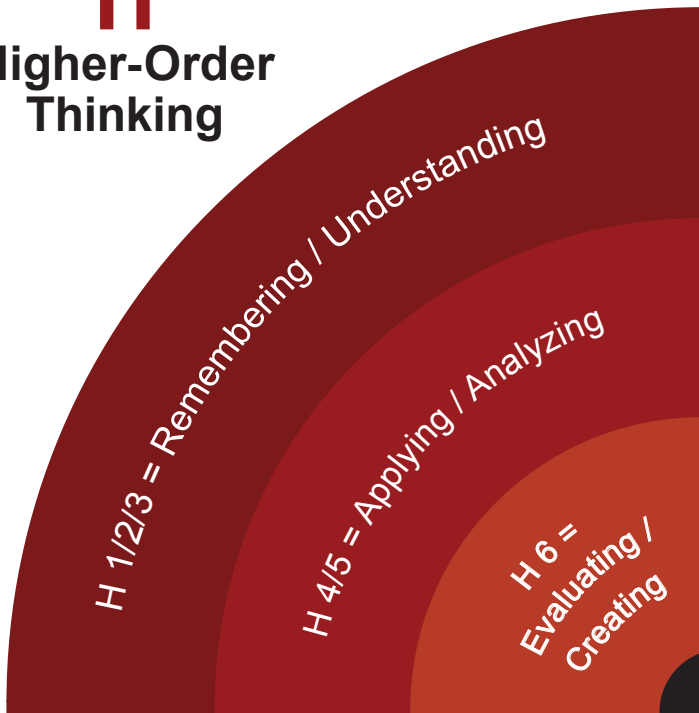 igher-Order
Thinking
H 1/2/3 = Remembering / Understanding
H 4/5 = Applying / Analyzing
H 6 =
Evaluating /
Creating